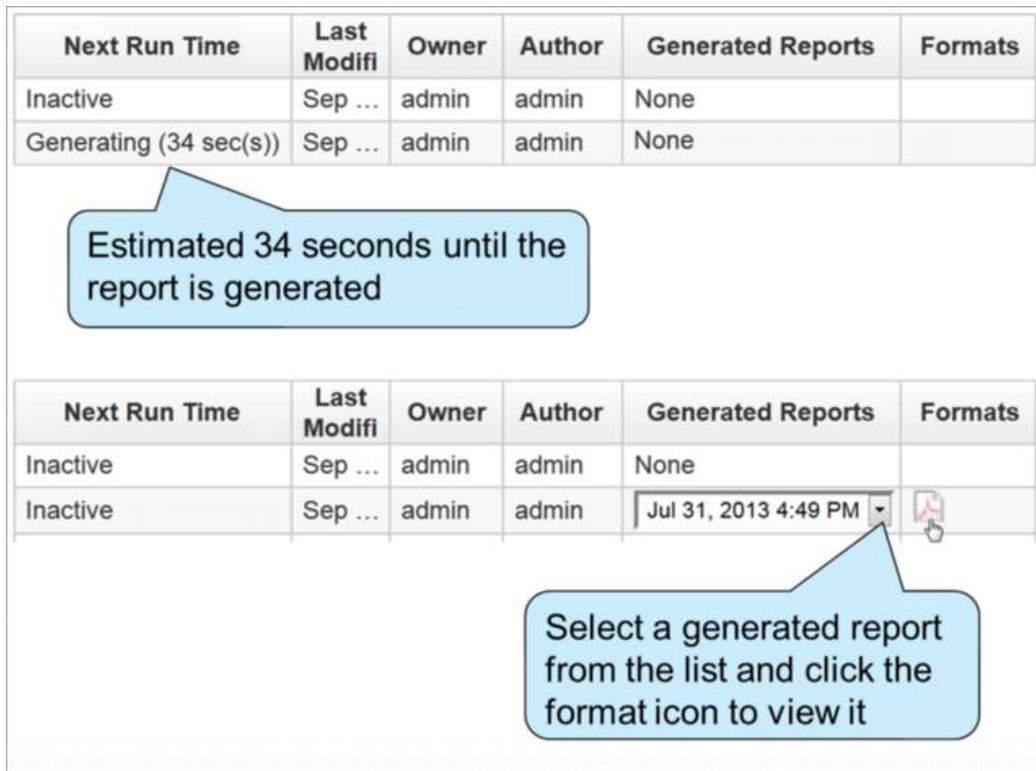 Next Run Time Last Modifi Owner Author Generated Reports Formats
Inactive Sep ... admin admin None
Generating (34 sec(s)) Sep ... admin admin None
Estimated 34 seconds until the
report is generated
Next Run Time Last Modifi Owner Author Generated Reports Formats
Inactive Sep ... admin admin None
Inactive Sep ... admin admin Jul 31, 2013 4:49 PM
Select a generated report
from the list and click the
format icon to view it